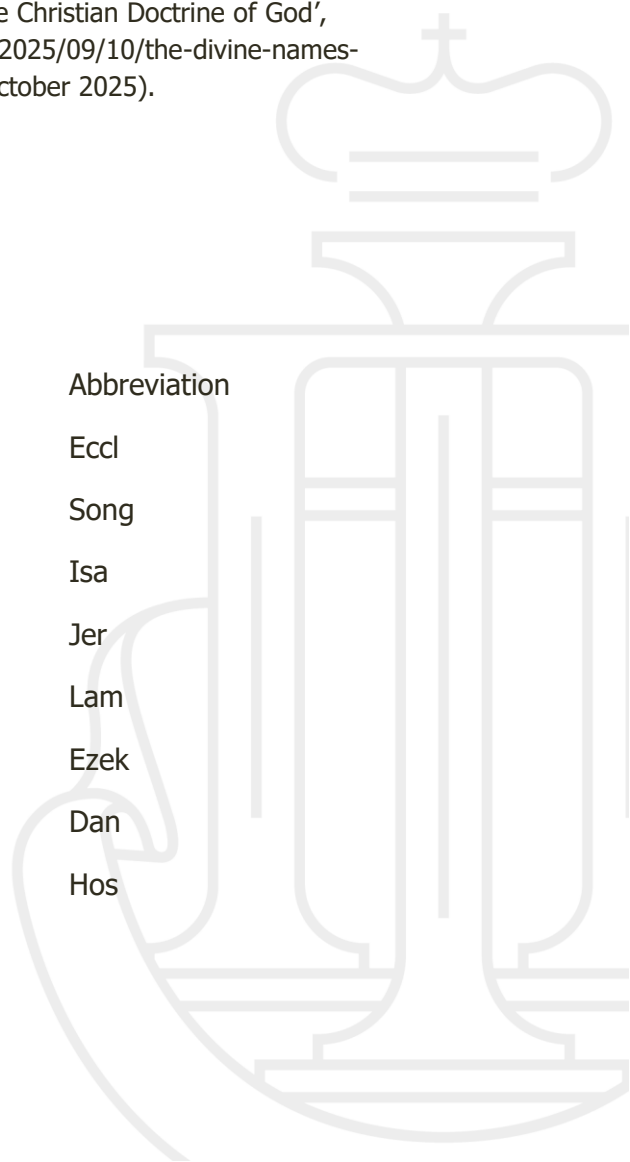 e Christian Doctrine of God’,
2025/09/10/the-divine-names-
ctober 2025).
Abbreviation
Eccl
Song
Isa
Jer
Lam
Ezek
Dan
Hos